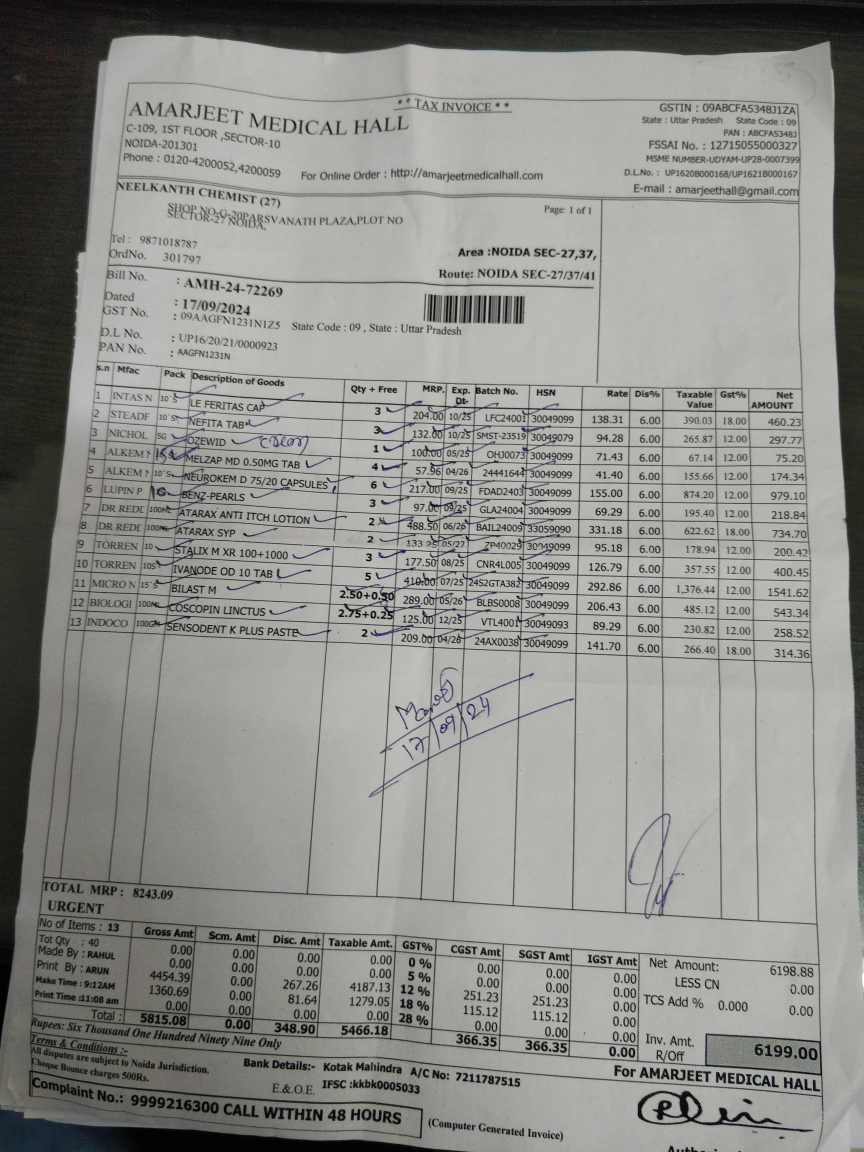 ** TAX INVOICE **
AMARJEET MEDICAL HALL
C-109, 1ST FLOOR ,SECTOR-10
NOIDA-201301
Phone : 0120-4200052,4200059
For Online Order : http://amarjeetmedicalhall.com
GSTIN : 09ABCFA5348J1ZA
State : Uttar Pradesh State Code : 09
PAN : ABCFA5348J
FSSAI No. : 12715055000327
MSME NUMBER-UDYAM-UP28-0007399
D.L.No. : UP1620B000168/UP1621B000167
E-mail : amarjeethall@gmail.com
NEELKANTH CHEMIST (27)
SHOP NO-G-20PARSVANATH PLAZA,PLOT NO
SECTOR-27 NOIDA,
Page: 1 of 1
Tel : 9871018787
OrdNo. 301797
Area :NOIDA SEC-27,37,
Route: NOIDA SEC-27/37/41
Bill No. : AMH-24-72269
Dated : 17/09/2024
GST No. : 09AAGFN1231N1Z5 State Code : 09 , State : Uttar Pradesh
D.L No. : UP16/20/21/0000923
PAN No. : AAGFN1231N
s.n Mfac Pack Description of Goods Qty + Free MRP. Exp. Dt. Batch No. HSN Rate Dis% Taxable Value Gst% Net AMOUNT
1 INTAS N 10`S LE FERITAS CAP 3 204.00 10/25 LFC24001 30049099 138.31 6.00 390.03 18.00 460.23
2 STEADF 10`S NEFITA TAB 3 132.00 10/25 SMST-23519 30049079 94.28 6.00 265.87 12.00 297.77
3 NICHOL 5G OZEWID 1 100.00 05/25 OHJ0073 30049099 71.43 6.00 67.14 12.00 75.20
4 ALKEM 15S MELZAP MD 0.50MG TAB 4 57.96 04/26 24441644 30049099 41.40 6.00 155.66 12.00 174.34
5 ALKEM 10`S NEUROKEM D 75/20 CAPSULES 6 217.00 09/25 FDAD2403 30049099 155.00 6.00 874.20 12.00 979.10
6 LUPIN P 10 BENZ-PEARLS 3 97.00 09/25 GLA24004 30049099 69.29 6.00 195.40 12.00 218.84
7 DR REDD 100ML ATARAX ANTI ITCH LOTION 2 488.50 06/26 BAIL24009 33059090 331.18 6.00 622.62 18.00 734.70
8 DR REDD 100ML ATARAX SYP 2 133.25 05/27 ZP40029 30049099 95.18 6.00 178.94 12.00 200.42
9 TORREN 10 STALIX M XR 100+1000 3 177.50 08/25 CNR4L005 30049099 126.79 6.00 357.55 12.00 400.45
10 TORREN 10S IVANODE OD 10 TAB 5 410.00 07/25 24S2GTA382 30049099 292.86 6.00 1,376.44 12.00 1541.62
11 MICRO N 15`S BILAST M 2.50+0.50 289.00 05/26 BLBS0008 30049099 206.43 6.00 485.12 12.00 543.34
12 BIOLOGI 100ML COSCOPIN LINCTUS 2.75+0.25 125.00 12/25 VTL4001 30049093 89.29 6.00 230.82 12.00 258.52
13 INDOCO 100GM SENSODENT K PLUS PASTE 2 209.00 04/26 24AX0038 30049099 141.70 6.00 266.40 18.00 314.36
17/09/24
TOTAL MRP : 8243.09
URGENT
No of Items : 13
Tot Qty : 40
Made By : RAHUL
Print By : ARUN
Make Time : 9:12AM
Print Time :11:08 am
Gross Amt Scm. Amt Disc. Amt Taxable Amt. GST% CGST Amt SGST Amt IGST Amt
0.00 0.00 0.00 0.00 0 % 0.00 0.00 0.00
0.00 0.00 0.00 0.00 5 % 0.00 0.00 0.00
4454.39 0.00 267.26 4187.13 12 % 251.23 251.23 0.00
1360.69 0.00 81.64 1279.05 18 % 115.12 115.12 0.00
0.00 0.00 0.00 0.00 28 % 0.00 0.00 0.00
Total : 5815.08 0.00 348.90 5466.18 366.35 366.35 0.00
Net Amount: 6198.88
LESS CN 0.00
TCS Add % 0.000 0.00
Inv. Amt. 6199.00
R/Off
Rupees: Six Thousand One Hundred Ninety Nine Only
Terms & Conditions :-
All disputes are subject to Noida Jurisdiction.
Cheque Bounce charges 500Rs.
Bank Details:- Kotak Mahindra A/C No: 7211787515
E.&.O.E. IFSC :kkbk0005033
For AMARJEET MEDICAL HALL
Complaint No.: 9999216300 CALL WITHIN 48 HOURS
(Computer Generated Invoice)